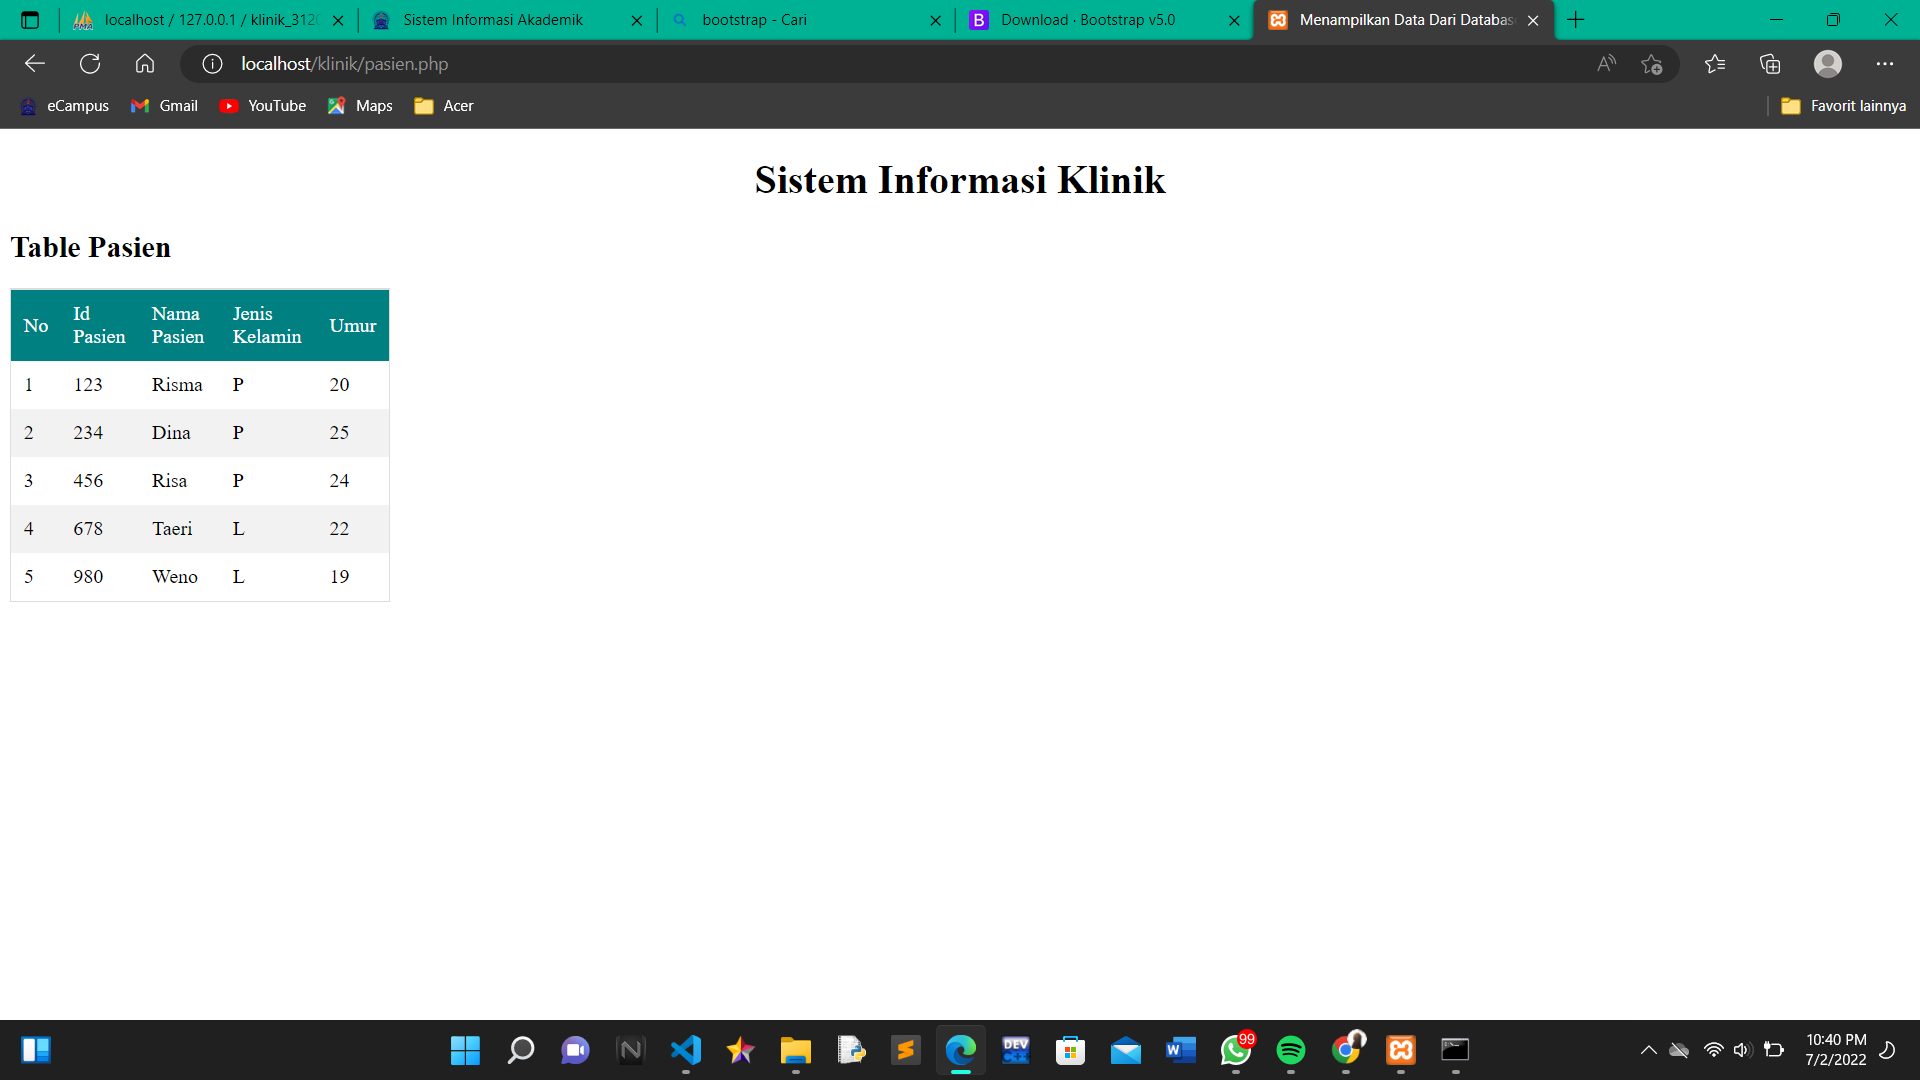 localhost / 127.0.0.1 / klinik_312
Sistem Informasi Akademik
bootstrap - Cari
Download · Bootstrap v5.0
Menampilkan Data Dari Databas
localhost/klinik/pasien.php
eCampus
Gmail
YouTube
Maps
Acer
Favorit lainnya
Sistem Informasi Klinik
Table Pasien
No Id Pasien Nama Pasien Jenis Kelamin Umur
1 123 Risma P 20
2 234 Dina P 25
3 456 Risa P 24
4 678 Taeri L 22
5 980 Weno L 19
DEV
C++
W
99
10:40 PM
7/2/2022